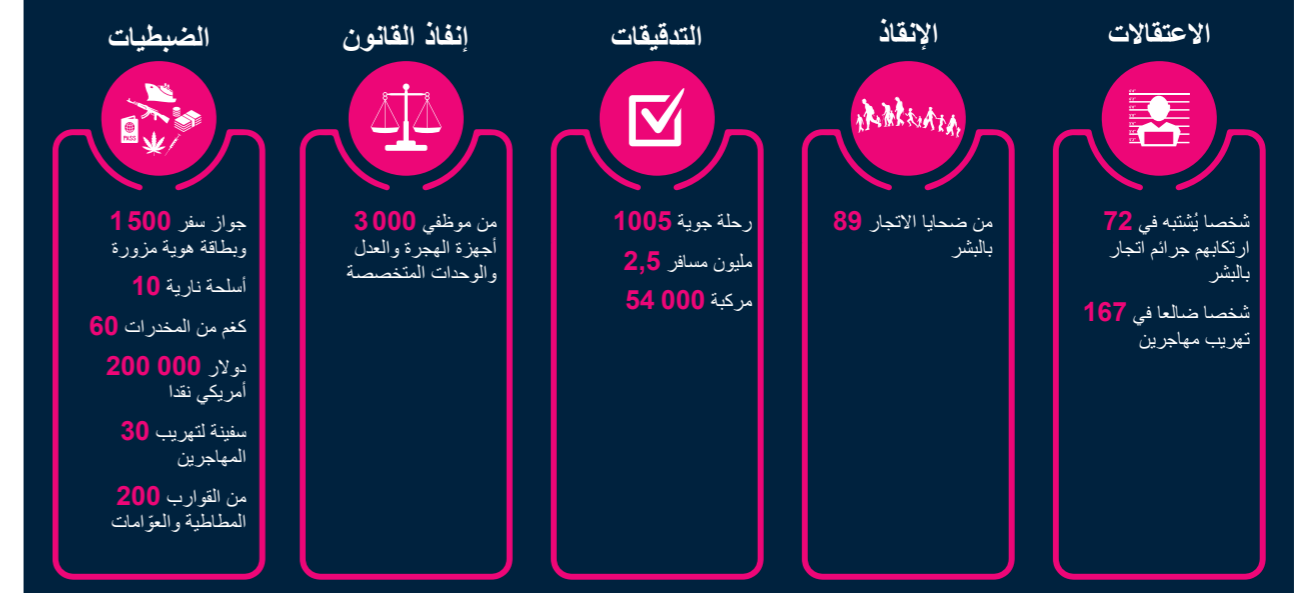 الاعتقالات
72 شخصا يُشتبه في
ارتكابهم جرائم اتجار
بالبشر
167 شخصا ضالعا في
تهريب مهاجرين
الإنقاذ
89 من ضحايا الاتجار
بالبشر
التدقيقات
1005 رحلة جوية
2,5 مليون مسافر
54 000 مركبة
إنفاذ القانون
3 000 من موظفي
أجهزة الهجرة والعدل
والوحدات المتخصصة
الضبطيات
PASS
1 500 جواز سفر
وبطاقة هوية مزورة
10 أسلحة نارية
60 كغم من المخدرات
200 000 دولار
أمريكي نقدا
30 سفينة لتهريب
المهاجرين
200 من القوارب
المطاطية والعوّامات